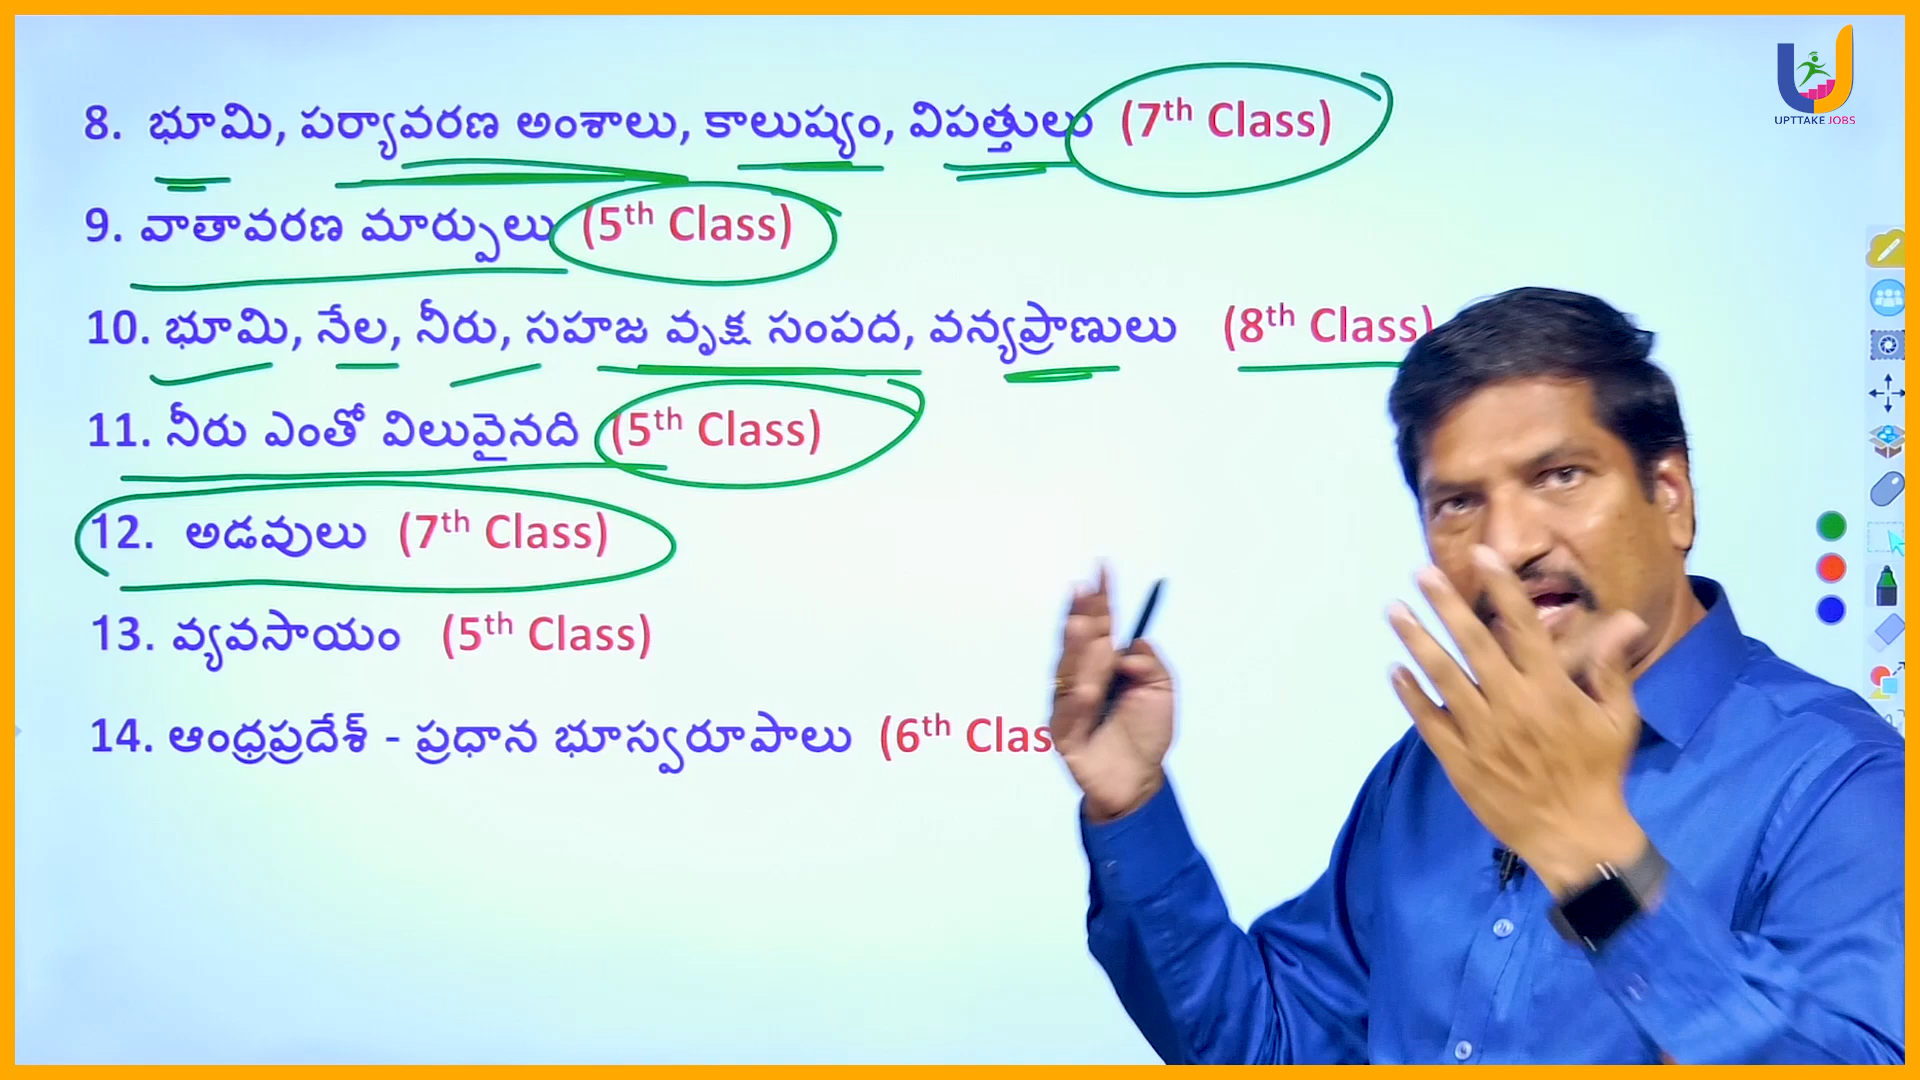 UPTTAKE JOBS
8. భూమి, పర్యావరణ అంశాలు, కాలుష్యం, విపత్తులు (7th Class)
9. వాతావరణ మార్పులు (5th Class)
10. భూమి, నేల, నీరు, సహజ వృక్ష సంపద, వన్యప్రాణులు (8th Class)
11. నీరు ఎంతో విలువైనది (5th Class)
12. అడవులు (7th Class)
13. వ్యవసాయం (5th Class)
14. ఆంధ్రప్రదేశ్ - ప్రధాన భూస్వరూపాలు (6th Clas